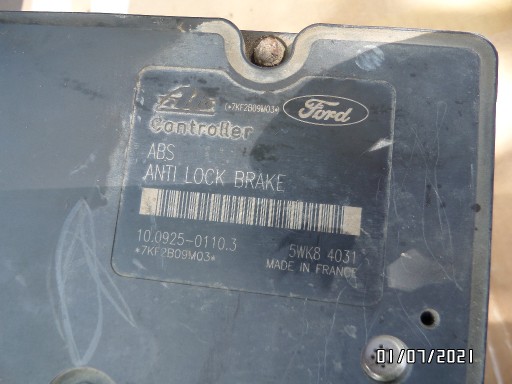 Ate (*7KF2B09M03*) Ford
Controller
ABS
ANTI LOCK BRAKE
10.0925-0110.3 5WK8 4031
*7KF2B09M03* MADE IN FRANCE
01/07/2021